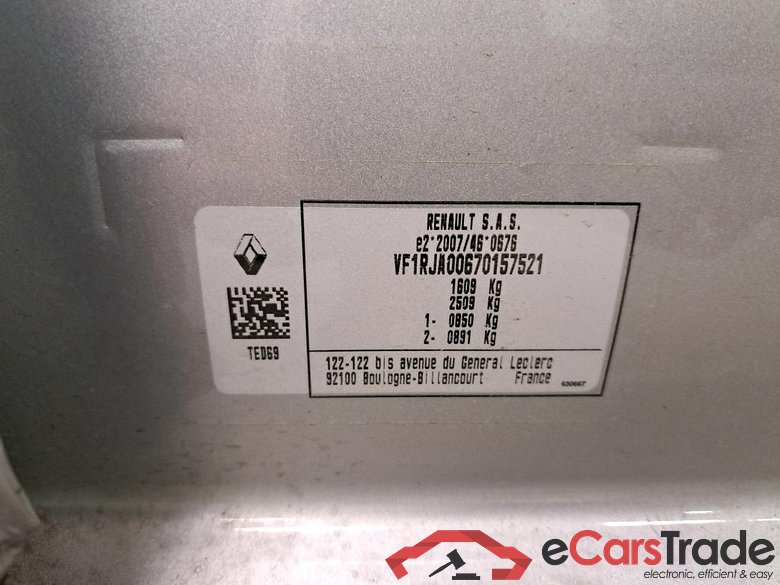 RENAULT S.A.S.
e2*2007/46*0676
VF1RJA00670157521
1609 Kg
2509 Kg
1- 0850 Kg
2- 0891 Kg
TED69
122-122 bis avenue du General Leclerc
92100 Boulogne-Billancourt France
630667
eCarsTrade
electronic, efficient & easy